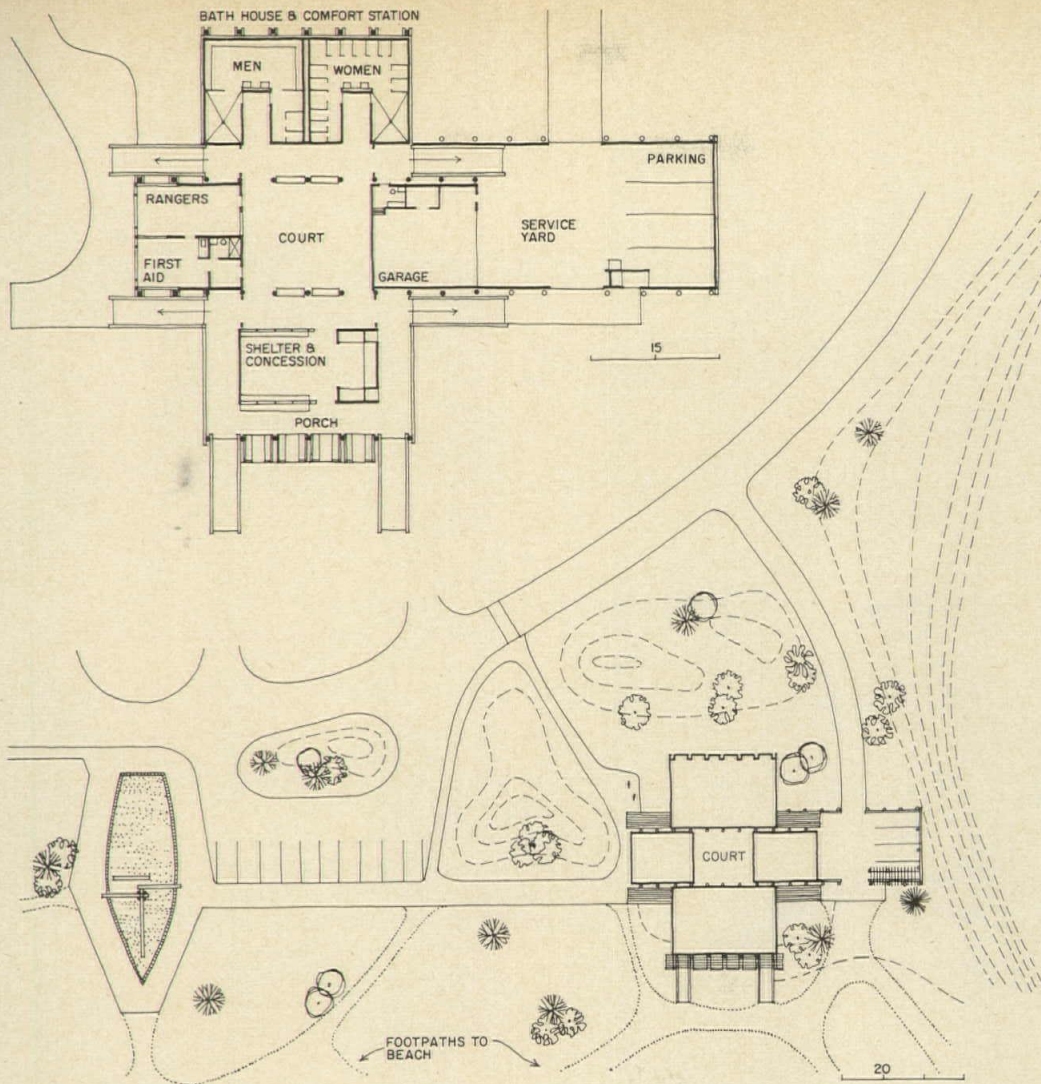 BATH HOUSE & COMFORT STATION
MEN
WOMEN
PARKING
RANGERS
COURT
SERVICE
YARD
FIRST
AID
GARAGE
SHELTER &
CONCESSION
15
PORCH
COURT
FOOTPATHS TO
BEACH
20